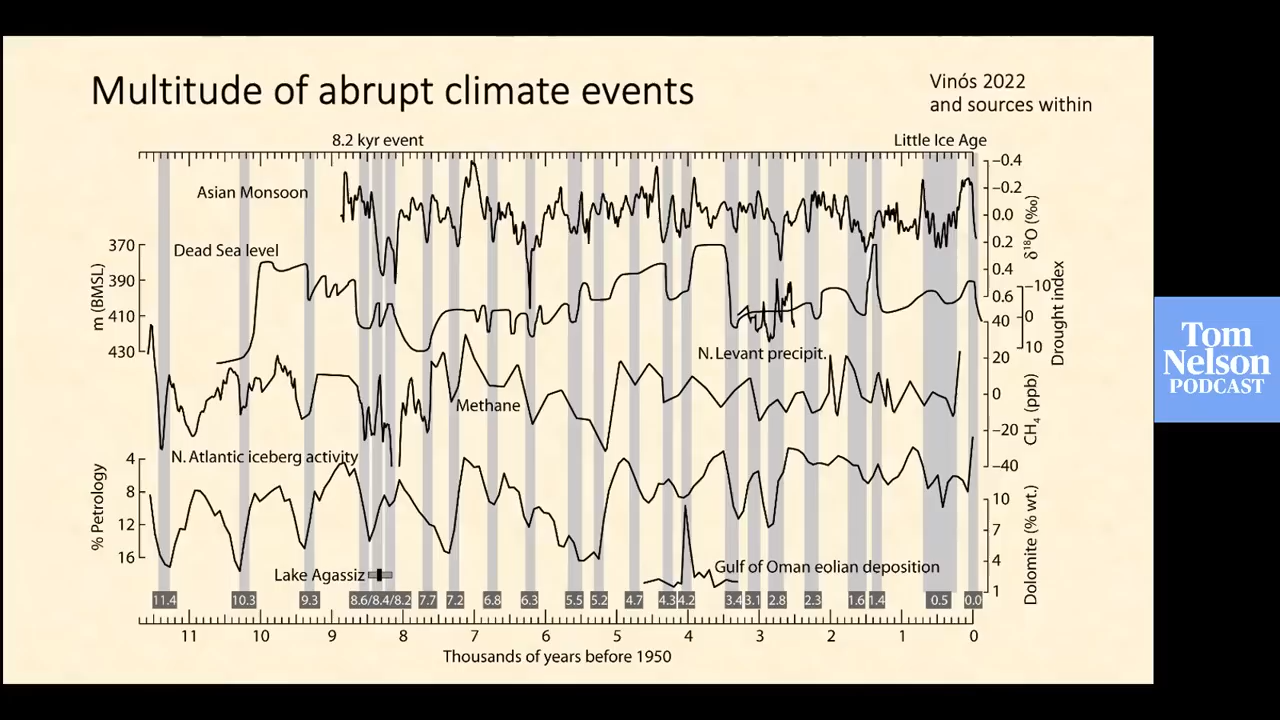 Multitude of abrupt climate events
Vinós 2022
and sources within
8.2 kyr event
Little Ice Age
Asian Monsoon
Dead Sea level
N. Levant precipit.
Methane
N. Atlantic iceberg activity
Lake Agassiz
Gulf of Oman eolian deposition
m (BMSL)
370
390
410
430
% Petrology
4
8
12
16
δ¹⁸O (‰)
−0.4
−0.2
0.0
0.2
0.4
0.6
Drought index
−10
0
10
CH₄ (ppb)
40
20
0
−20
−40
Dolomite (% wt.)
10
7
4
1
11.4 10.3 9.3 8.6/8.4/8.2 7.7 7.2 6.8 6.3 5.5 5.2 4.7 4.3 4.2 3.4 3.1 2.8 2.3 1.6 1.4 0.5 0.0
11 10 9 8 7 6 5 4 3 2 1 0
Thousands of years before 1950
Tom
Nelson
PODCAST